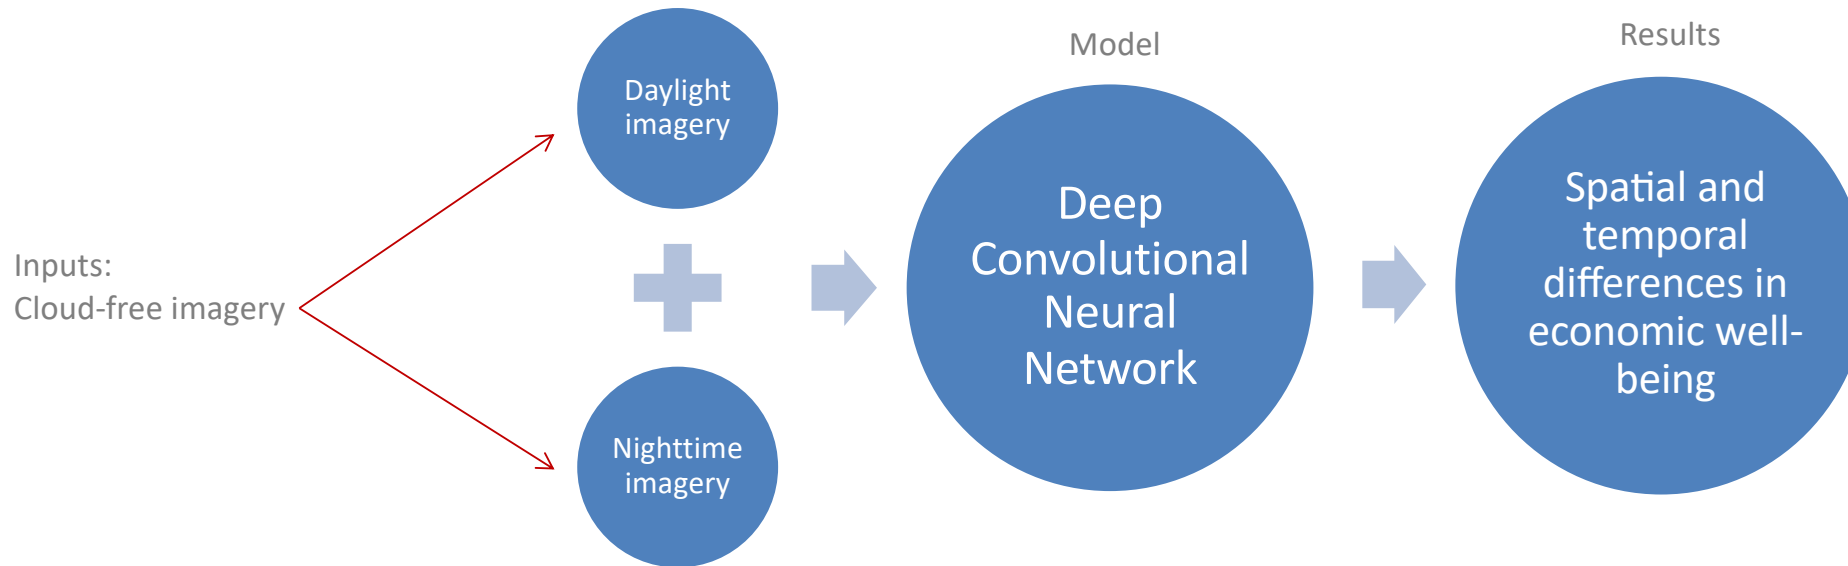 Inputs:
Cloud-free imagery
Daylight
imagery
Nighttime
imagery
Model
Deep
Convolutional
Neural
Network
Results
Spatial and
temporal
differences in
economic well-
being